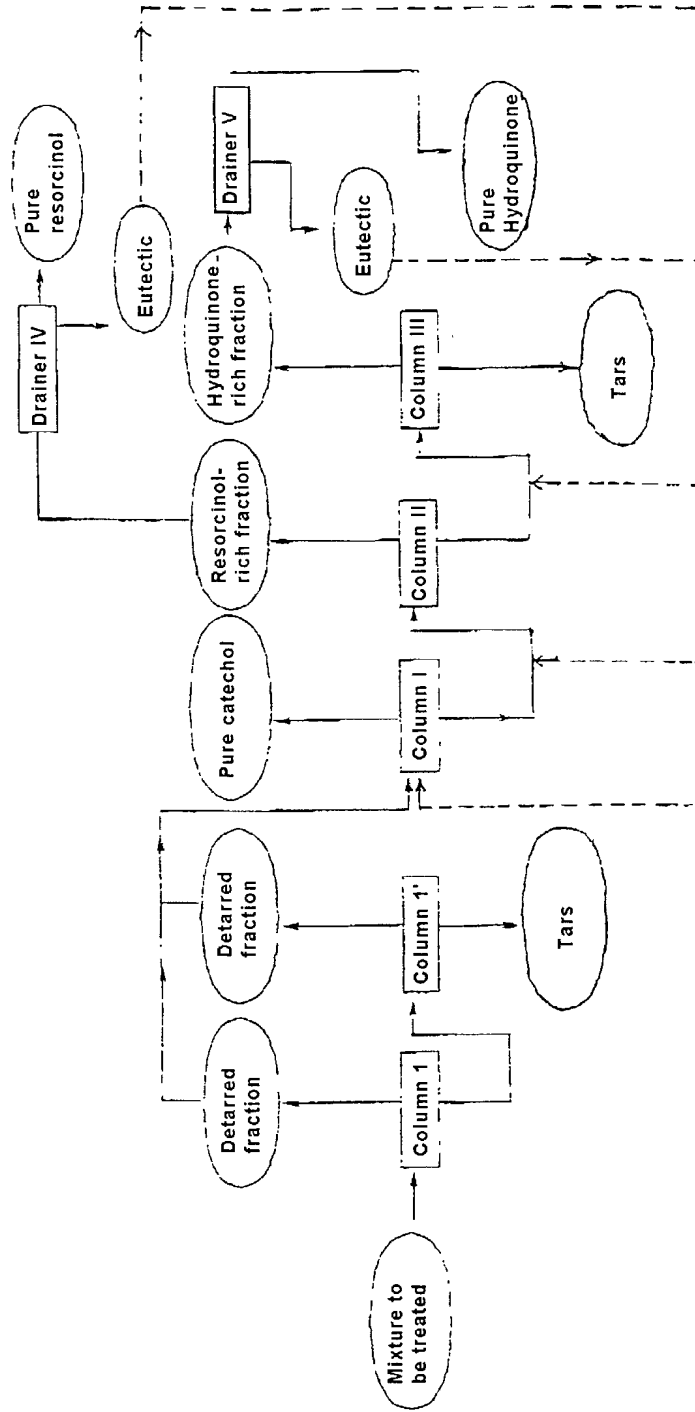 Mixture to
be treated
Column 1
Detarred
fraction
Column 1'
Detarred
fraction
Tars
Column I
Pure catechol
Column II
Resorcinol-
rich fraction
Drainer IV
Pure
resorcinol
Eutectic
Column III
Hydroquinone-
rich fraction
Tars
Drainer V
Eutectic
Pure
Hydroquinone